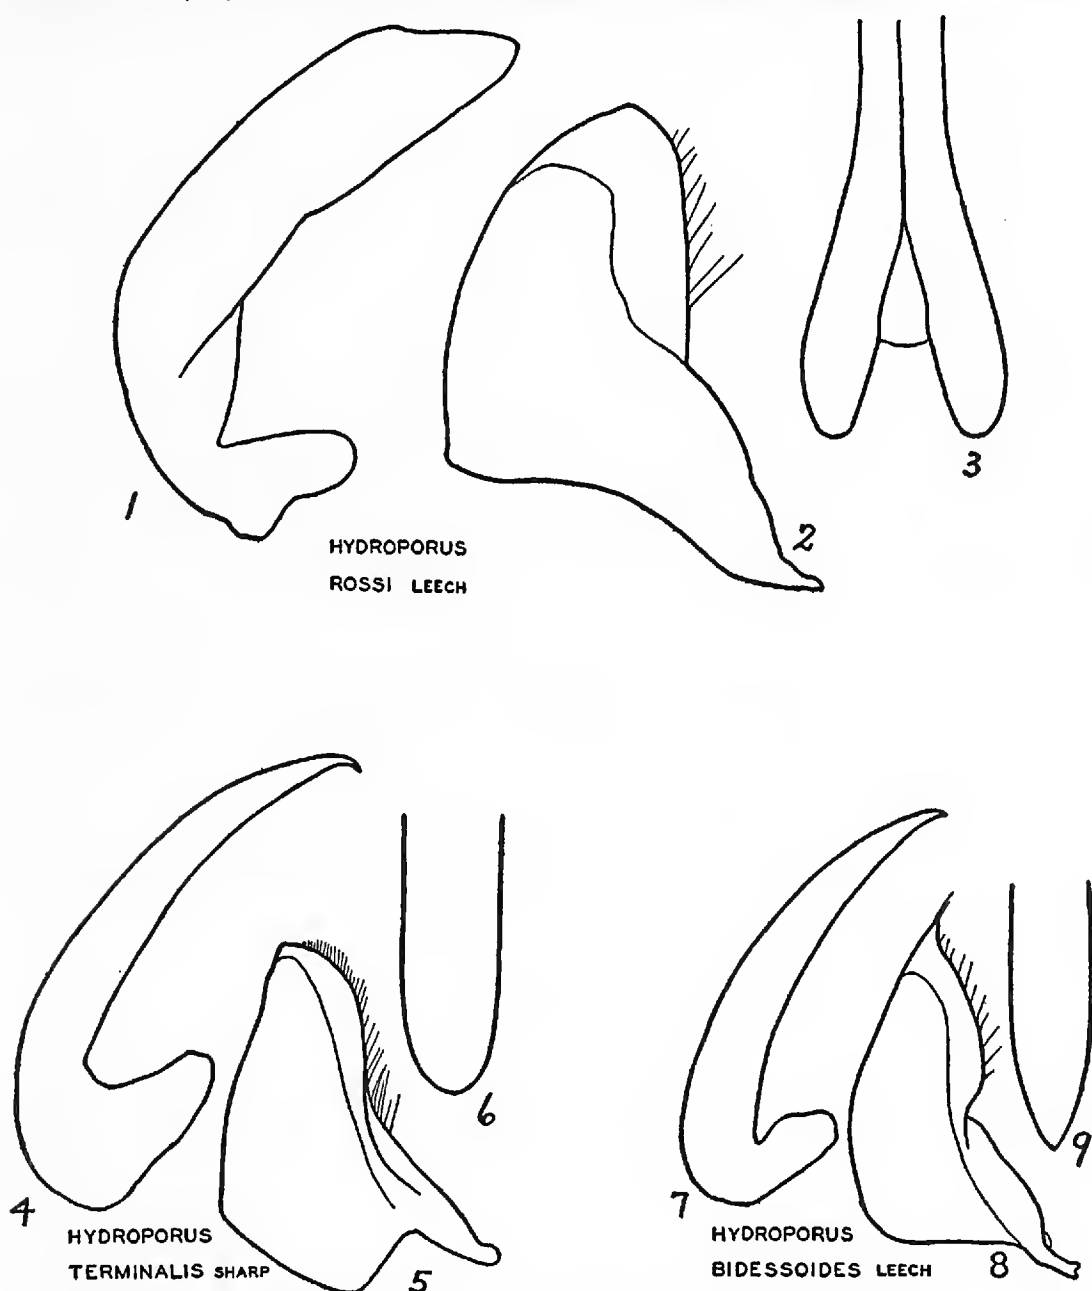 1
2
3
HYDROPORUS
ROSSI LEECH
4
5
6
HYDROPORUS
TERMINALIS SHARP
7
8
9
HYDROPORUS
BIDESSOIDES LEECH